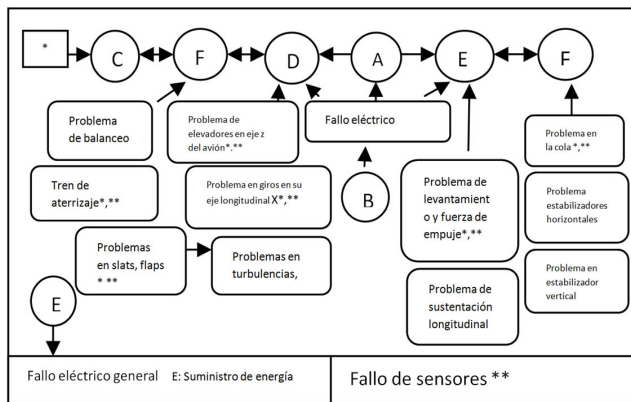 *
C
F
D
A
E
F
Problema
de balanceo
Problema de
elevadores en eje z
del avión*.**
Fallo eléctrico
Problema en
la cola *,**
Tren de
aterrizaje*,**
Problema en giros en su
eje longitudinal X*,**
B
Problema de
levantamient
o y fuerza de
empuje*,**
Problema
estabilizadores
horizontales
Problemas
en slats, flaps
* **
Problemas en
turbulencias,
Problema de
sustentación
longitudinal
Problema en
estabilizador
vertical
E
Fallo eléctrico general E: Suministro de energía
Fallo de sensores **